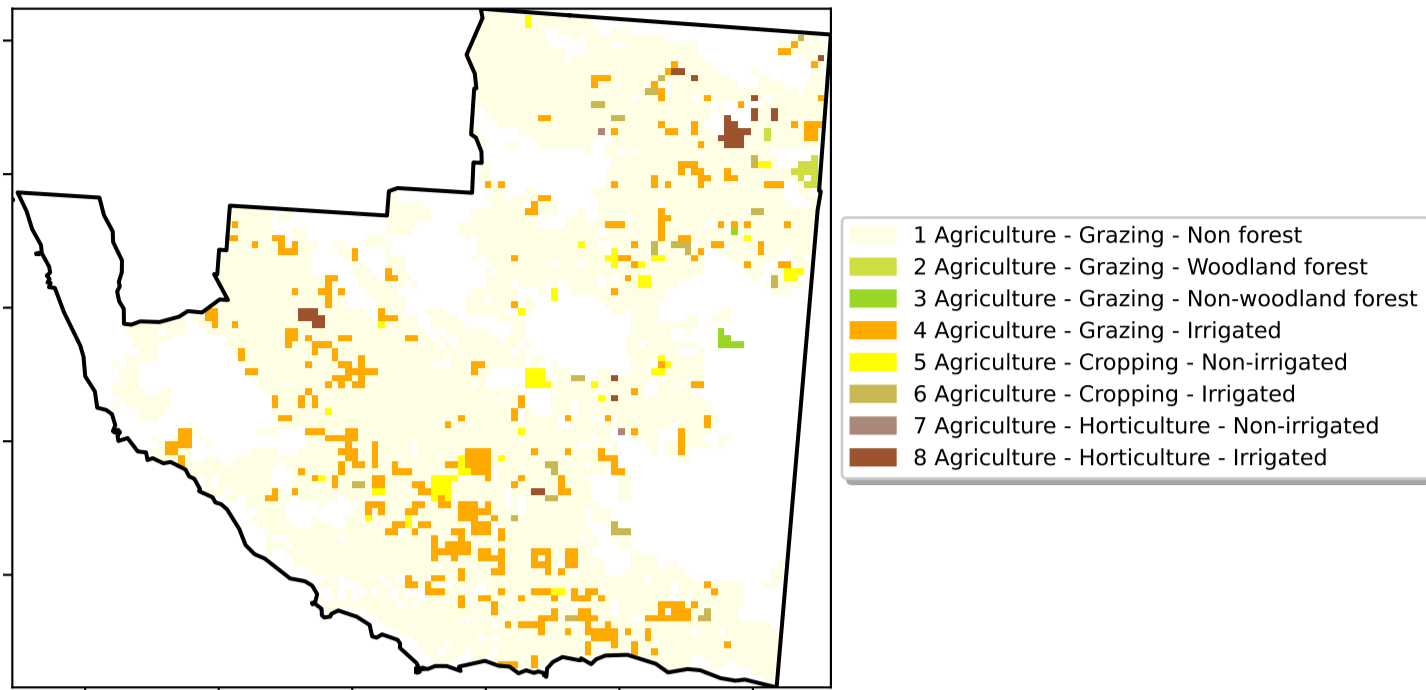 1 Agriculture - Grazing - Non forest
2 Agriculture - Grazing - Woodland forest
3 Agriculture - Grazing - Non-woodland forest
4 Agriculture - Grazing - Irrigated
5 Agriculture - Cropping - Non-irrigated
6 Agriculture - Cropping - Irrigated
7 Agriculture - Horticulture - Non-irrigated
8 Agriculture - Horticulture - Irrigated